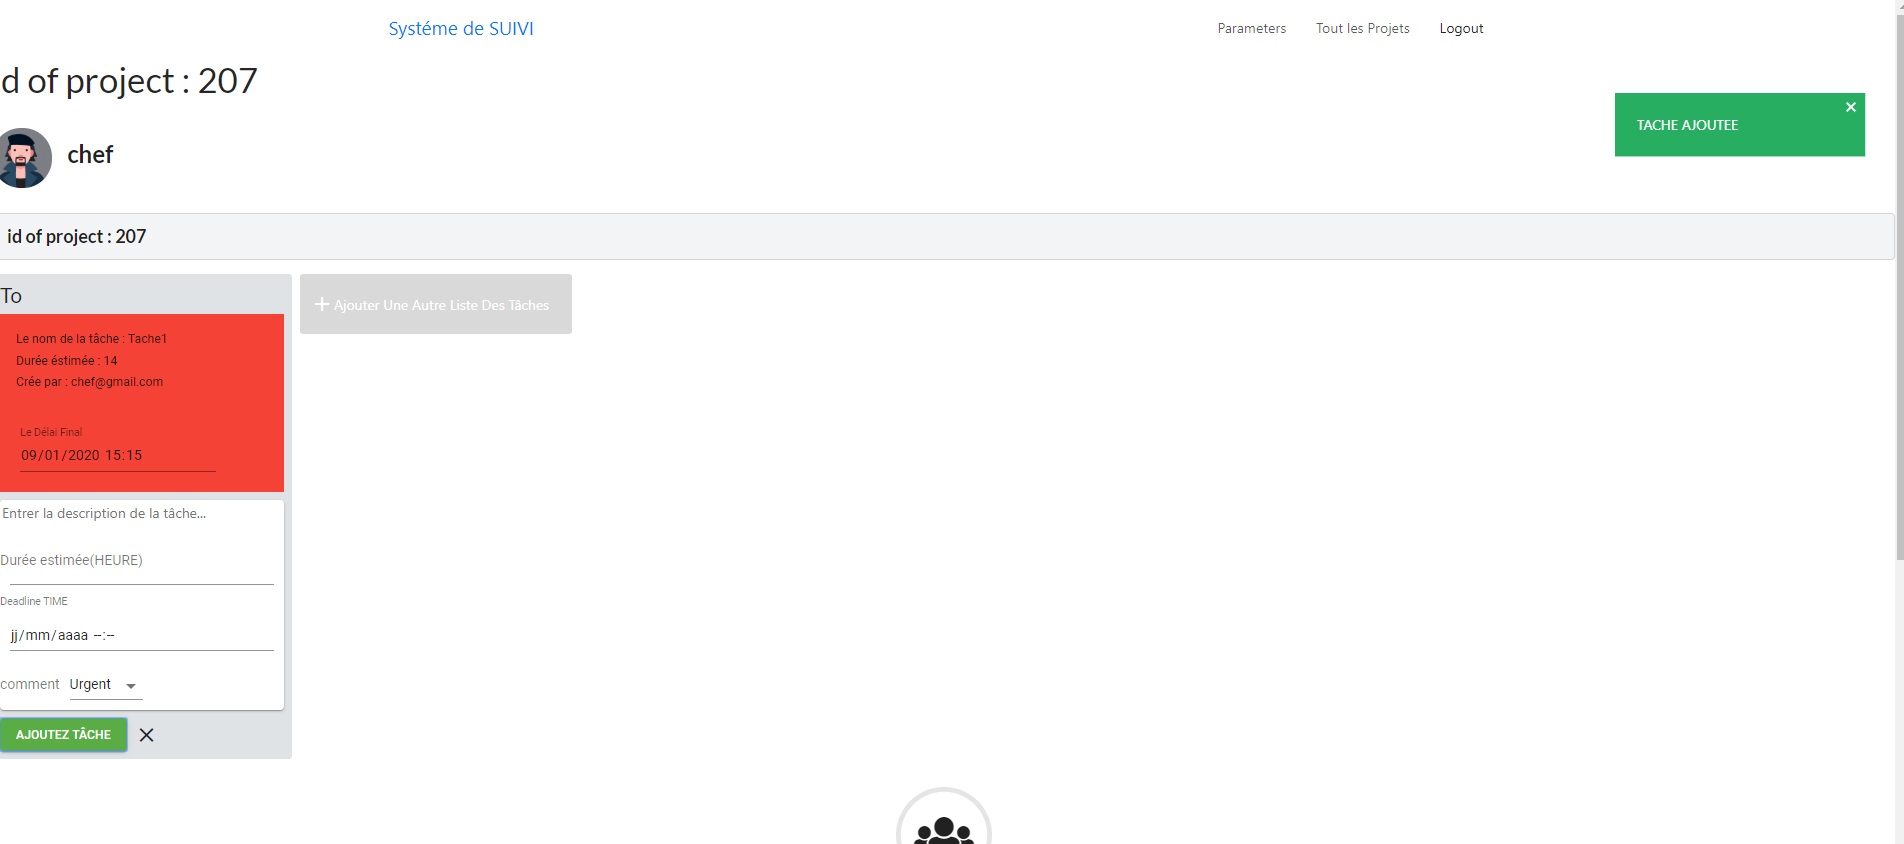 Systéme de SUIVI
Parameters
Tout les Projets
Logout
d of project : 207
TACHE AJOUTEE
chef
id of project : 207
To
Ajouter Une Autre Liste Des Tâches
Le nom de la tâche : Tache1
Durée éstimée : 14
Crée par : chef@gmail.com
Le Délai Final
09/01/2020 15:15
Entrer la description de la tâche...
Durée estimée(HEURE)
Deadline TIME
jj/mm/aaaa --:--
comment Urgent
AJOUTEZ TÂCHE